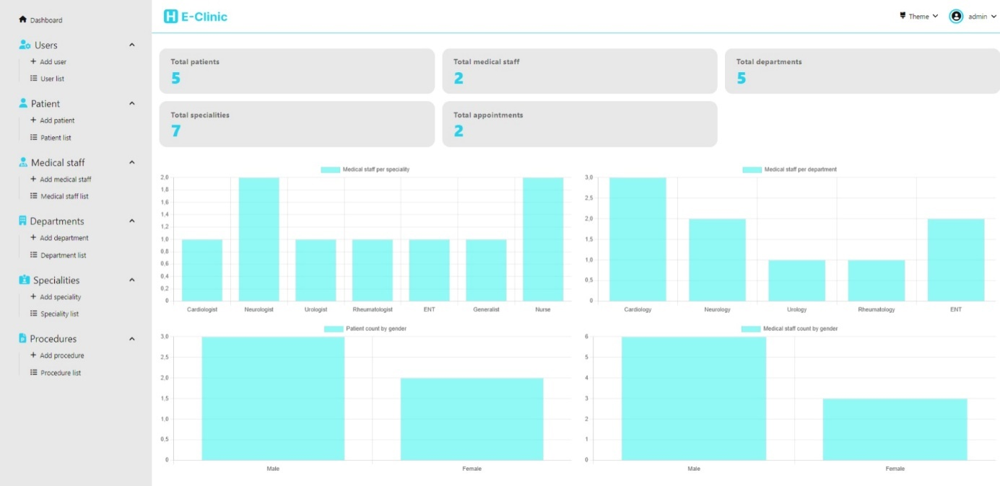 Dashboard
Users
+ Add user
User list
Patient
+ Add patient
Patient list
Medical staff
+ Add medical staff
Medical staff list
Departments
+ Add department
Department list
Specialities
+ Add speciality
Speciality list
Procedures
+ Add procedure
Procedure list
H E-Clinic
Theme
admin
Total patients
5
Total medical staff
2
Total departments
5
Total specialities
7
Total appointments
2
Medical staff per speciality
2,0
1,8
1,6
1,4
1,2
1,0
0,8
0,6
0,4
0,2
0
Cardiologist Neurologist Urologist Rheumatologist ENT Generalist Nurse
Medical staff per department
3,0
2,5
2,0
1,5
1,0
0,5
0
Cardiology Neurology Urology Rheumatology ENT
Patient count by gender
3,0
2,5
2,0
1,5
1,0
0,5
0
Male Female
Medical staff count by gender
6
5
4
3
2
1
0
Male Female